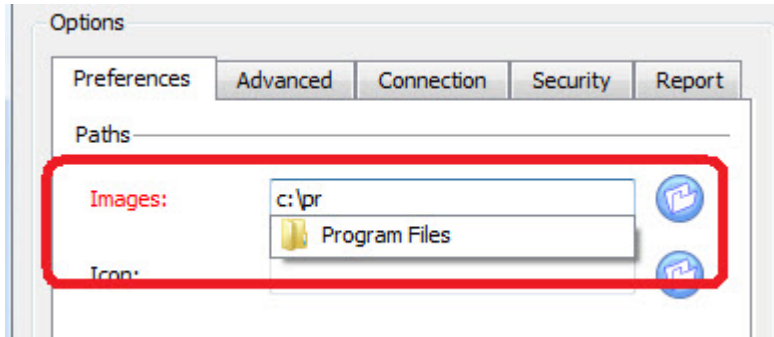 Options
Preferences Advanced Connection Security Report
Paths
Images: c:\pr
Program Files
Icon: